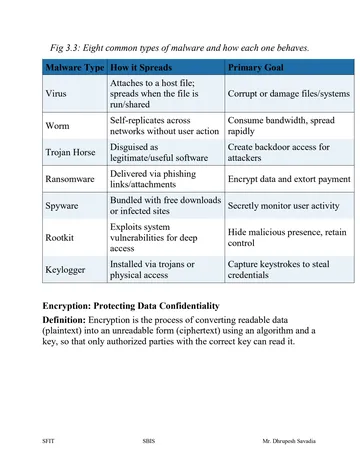 Fig 3.3: Eight common types of malware and how each one behaves.
Malware Type How it Spreads Primary Goal
Virus
Attaches to a host file;
spreads when the file is
run/shared
Corrupt or damage files/systems
Worm
Self-replicates across
networks without user action
Consume bandwidth, spread
rapidly
Trojan Horse
Disguised as
legitimate/useful software
Create backdoor access for
attackers
Ransomware
Delivered via phishing
links/attachments
Encrypt data and extort payment
Spyware
Bundled with free downloads
or infected sites
Secretly monitor user activity
Rootkit
Exploits system
vulnerabilities for deep
access
Hide malicious presence, retain
control
Keylogger
Installed via trojans or
physical access
Capture keystrokes to steal
credentials
Encryption: Protecting Data Confidentiality
Definition: Encryption is the process of converting readable data
(plaintext) into an unreadable form (ciphertext) using an algorithm and a
key, so that only authorized parties with the correct key can read it.
SFIT SBIS Mr. Dhrupesh Savadia